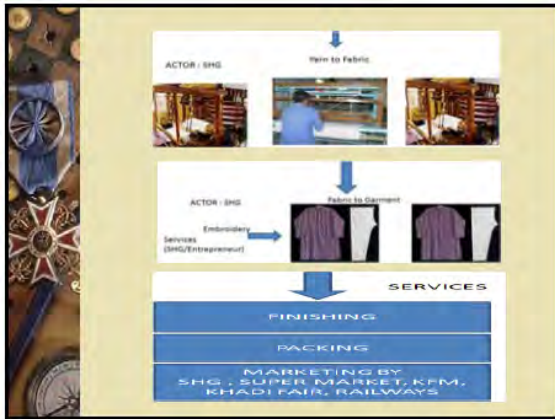 Yarn to Fabric
ACTOR : SHG
Fabric to Garment
ACTOR : SHG
Embroidery
Services
(SHG/Entrepreneur)
SERVICES
FINISHING
PACKING
MARKETING BY
SHG , SUPER MARKET, KFM,
KHADI FAIR, RAILWAYS